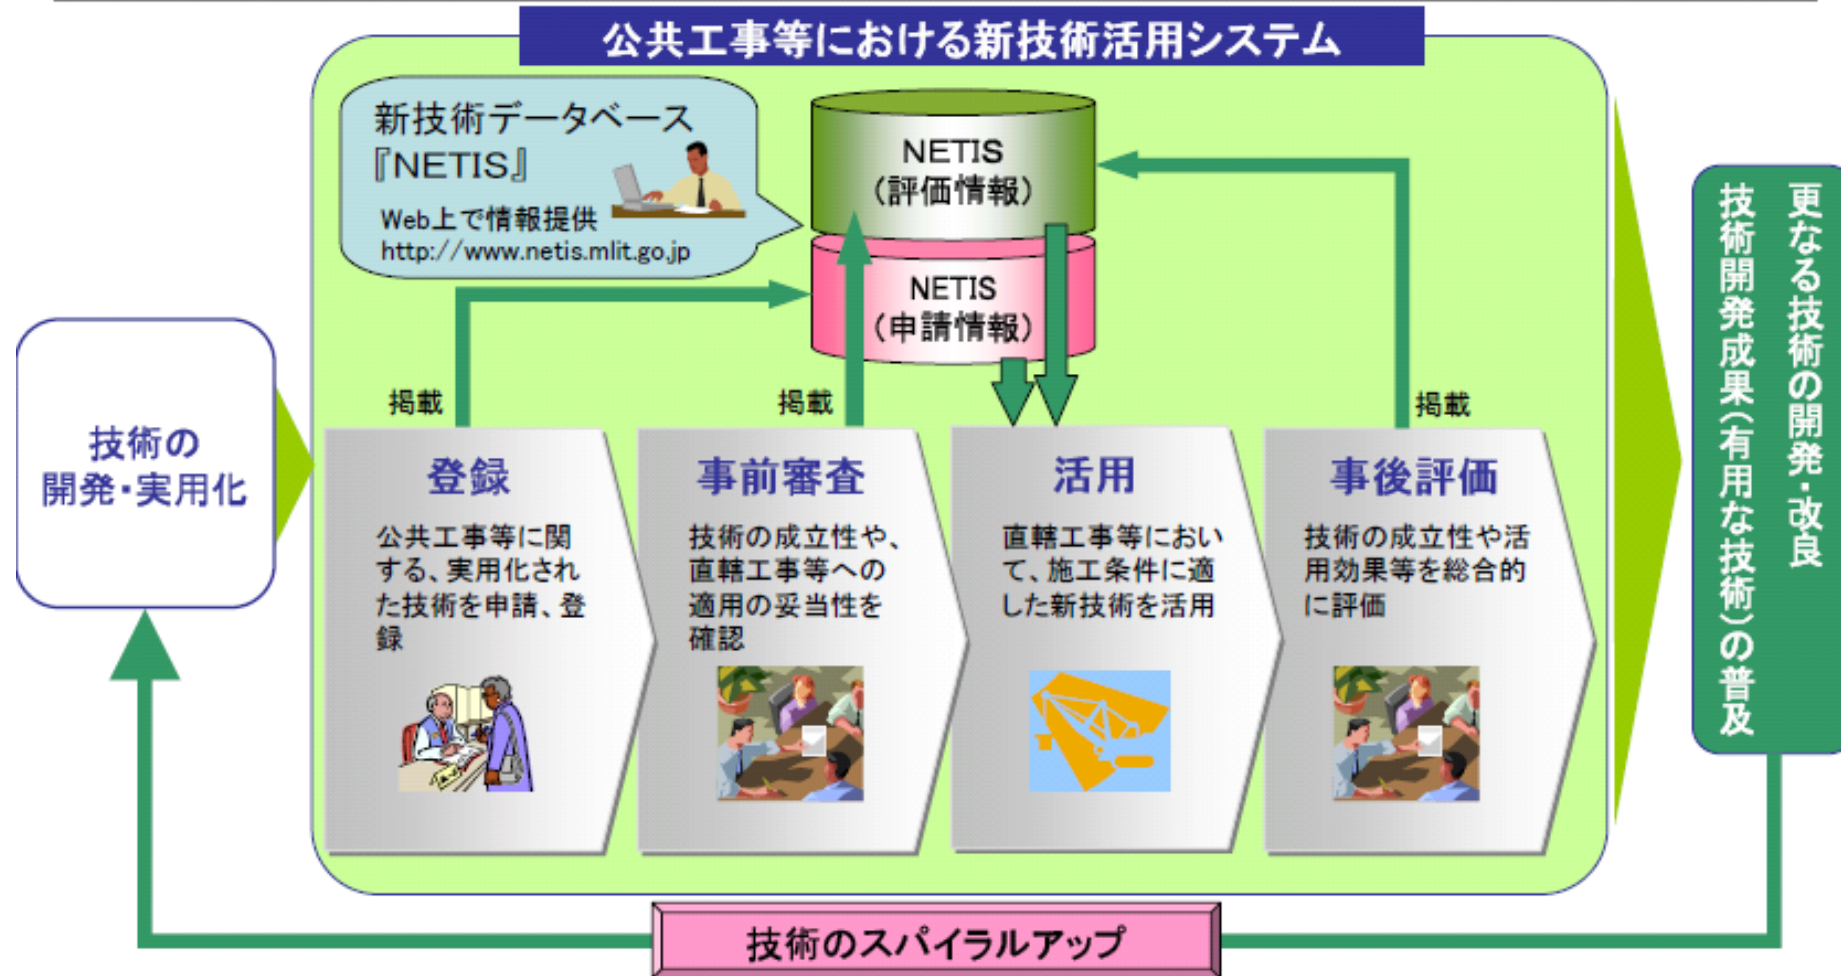 公共工事等における新技術活用システム
新技術データベース
『NETIS』
Web上で情報提供
http://www.netis.mlit.go.jp
NETIS
(評価情報)
NETIS
(申請情報)
掲載
掲載
掲載
技術の
開発・実用化
登録
公共工事等に関
する、実用化され
た技術を申請、登
録
事前審査
技術の成立性や、
直轄工事等への
適用の妥当性を
確認
活用
直轄工事等におい
て、施工条件に適
した新技術を活用
事後評価
技術の成立性や活
用効果等を総合的
に評価
更なる技術の開発・改良
技術開発成果(有用な技術)の普及
技術のスパイラルアップ